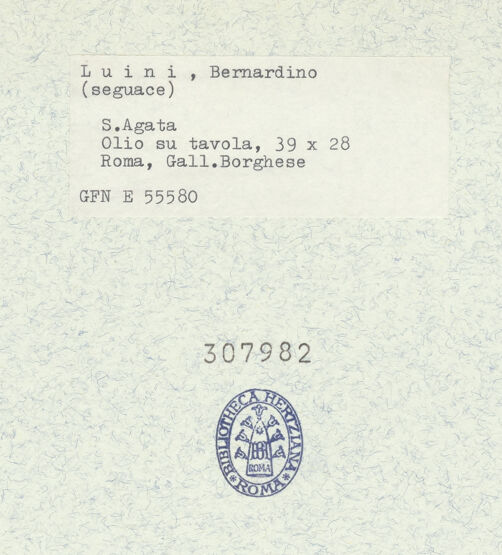 L u i n i , Bernardino
(seguace)
S.Agata
Olio su tavola, 39 x 28
Roma, Gall.Borghese
GFN E 55580
307982
BIBLIOTHECA HERTZIANA
ROMA
* ROMA *